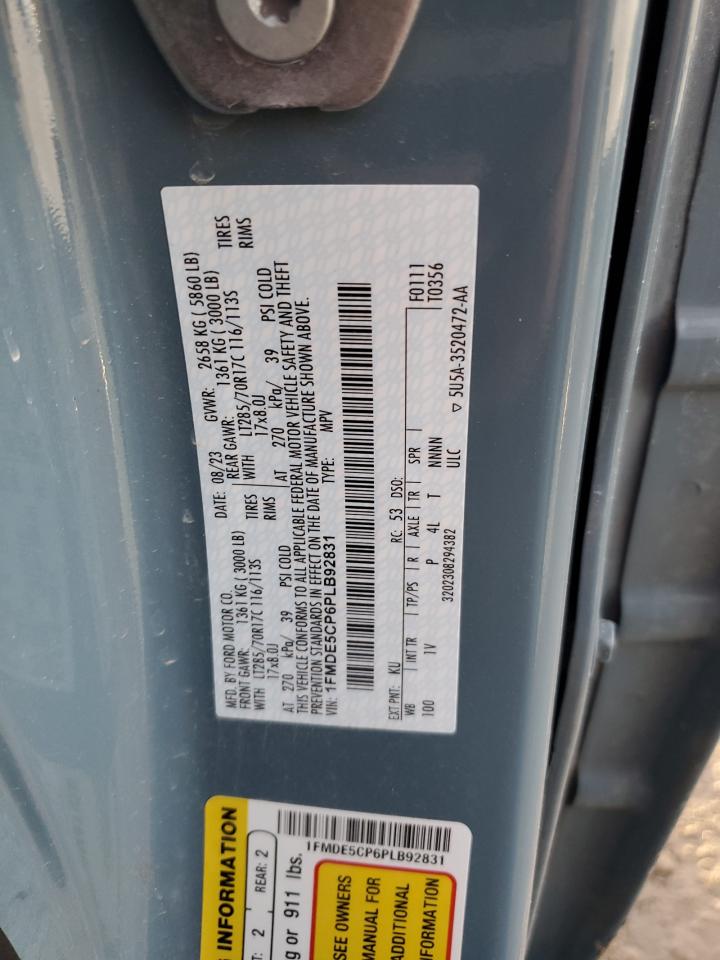 MFD. BY FORD MOTOR CO.
DATE: 08/23 GVWR: 2658 KG ( 5860 LB)
FRONT GAWR: 1361 KG ( 3000 LB) REAR GAWR: 1361 KG ( 3000 LB)
WITH LT285/70R17C 116/113S TIRES WITH LT285/70R17C 116/113S TIRES
17x8.0J RIMS 17x8.0J RIMS
AT 270 kPa/ 39 PSI COLD AT 270 kPa/ 39 PSI COLD
THIS VEHICLE CONFORMS TO ALL APPLICABLE FEDERAL MOTOR VEHICLE SAFETY AND THEFT
PREVENTION STANDARDS IN EFFECT ON THE DATE OF MANUFACTURE SHOWN ABOVE.
VIN: 1FMDE5CP6PLB92831 TYPE: MPV
EXT PNT: KU RC: 53 DSO: F0111
WB INT TR TP/PS R AXLE TR SPR T0356
100 1V P 4L T NNNN
3202308294382 ULC
5U5A-3520472-AA
INFORMATION
2 REAR: 2
g or 911 lbs.
1FMDE5CP6PLB92831
SEE OWNERS
MANUAL FOR
ADDITIONAL
INFORMATION